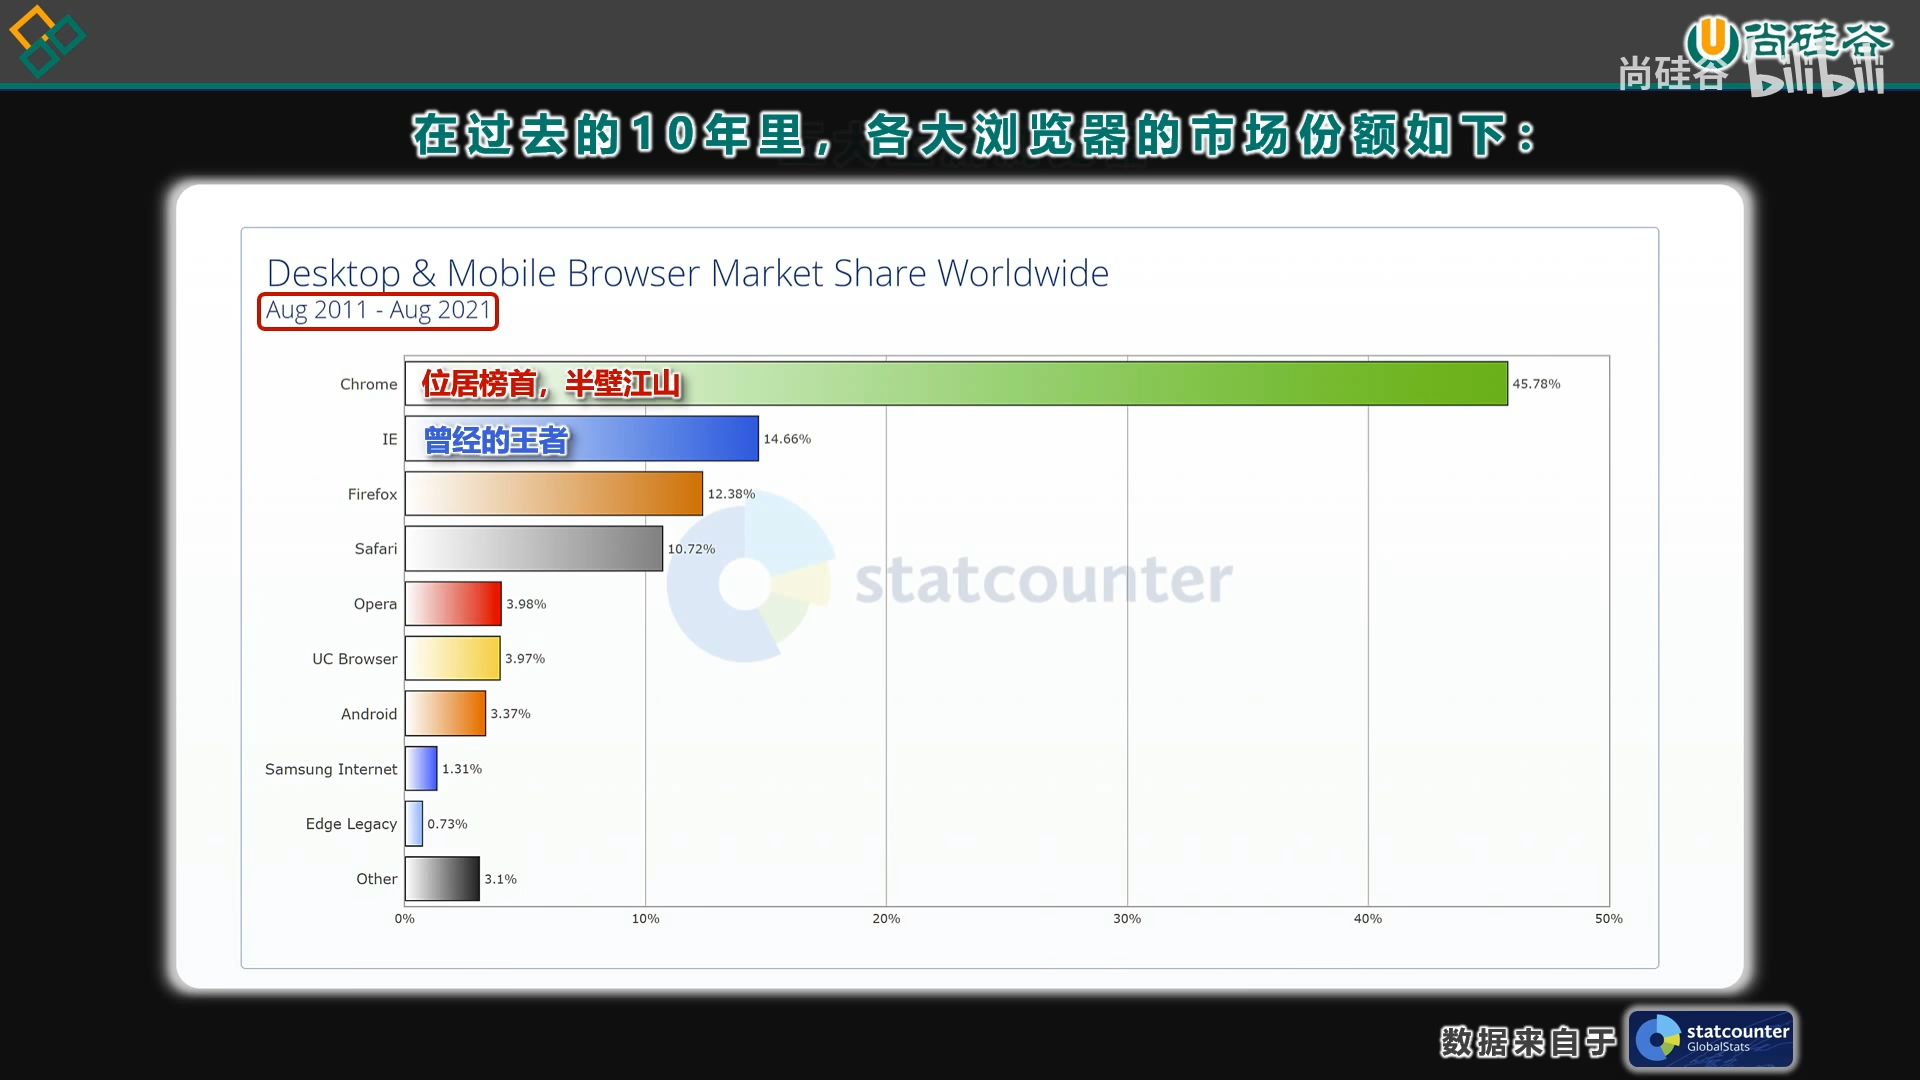 尚硅谷
尚硅谷 bilibili
在过去的10年里，各大浏览器的市场份额如下：
Desktop & Mobile Browser Market Share Worldwide
Aug 2011 - Aug 2021
Chrome 位居榜首，半壁江山 45.78%
IE 曾经的王者 14.66%
Firefox 12.38%
Safari 10.72%
statcounter
Opera 3.98%
UC Browser 3.97%
Android 3.37%
Samsung Internet 1.31%
Edge Legacy 0.73%
Other 3.1%
0% 10% 20% 30% 40% 50%
数据来自于 statcounter
GlobalStats